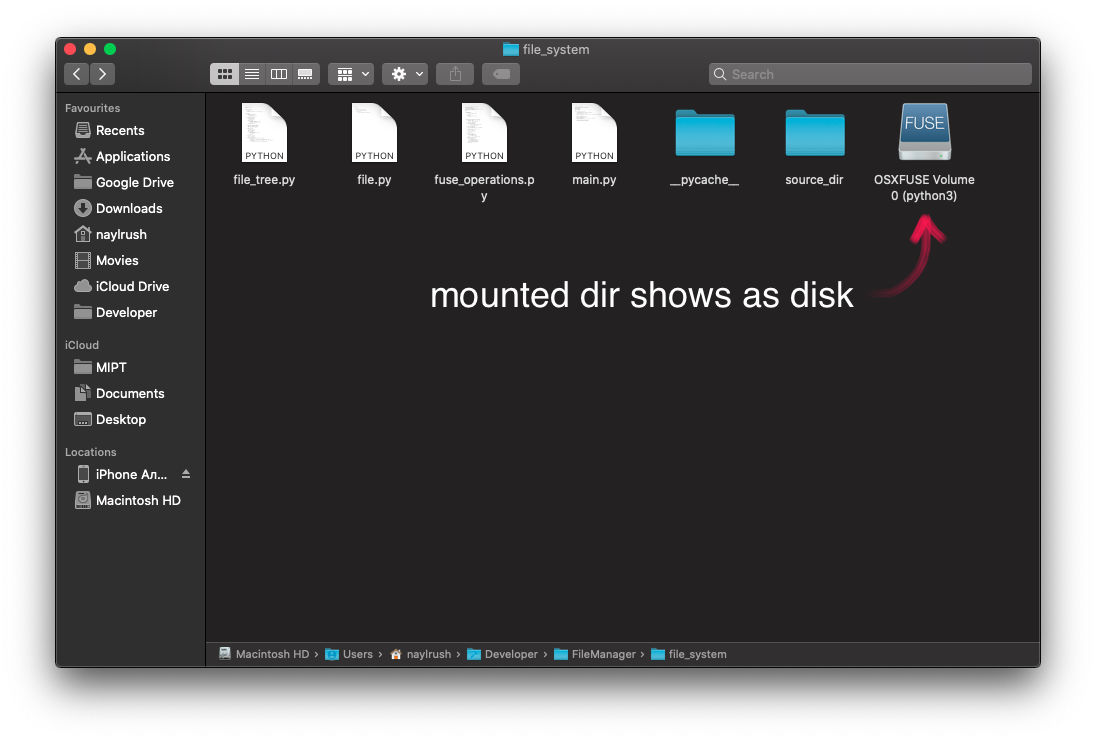 file_system
Search
Favourites
Recents
Applications
Google Drive
Downloads
naylrush
Movies
iCloud Drive
Developer
iCloud
MIPT
Documents
Desktop
Locations
iPhone Ал...
Macintosh HD
PYTHON
file_tree.py
PYTHON
file.py
PYTHON
fuse_operations.p
y
PYTHON
main.py
__pycache__
source_dir
FUSE
OSXFUSE Volume
0 (python3)
mounted dir shows as disk
Macintosh HD › Users › naylrush › Developer › FileManager › file_system